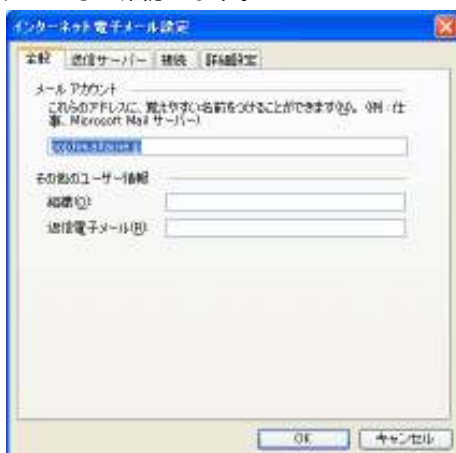 インターネット電子メール設定
全般
送信サーバー
接続
詳細設定
メール アカウント
これらのアドレスに、覚えやすい名前をつけることができます(N)。(例: 仕
事、Microsoft Mail サーバー)
その他のユーザー情報
組織(O):
返信電子メール(R):
OK
キャンセル